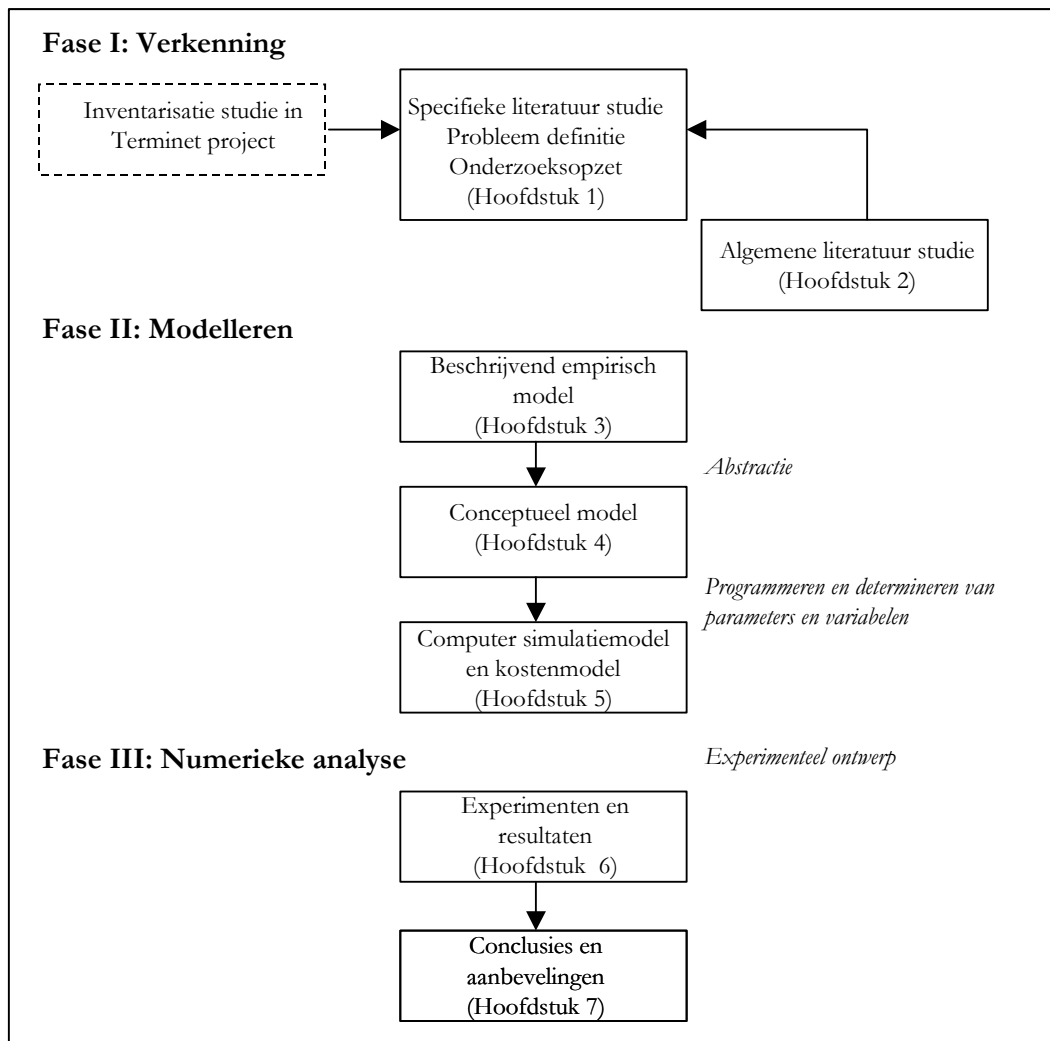 Fase I: Verkenning
Inventarisatie studie in
Terminet project
Specifieke literatuur studie
Probleem definitie
Onderzoeksopzet
(Hoofdstuk 1)
Algemene literatuur studie
(Hoofdstuk 2)
Fase II: Modelleren
Beschrijvend empirisch
model
(Hoofdstuk 3)
Abstractie
Conceptueel model
(Hoofdstuk 4)
Programmeren en determineren van
parameters en variabelen
Computer simulatiemodel
en kostenmodel
(Hoofdstuk 5)
Fase III: Numerieke analyse
Experimenteel ontwerp
Experimenten en
resultaten
(Hoofdstuk 6)
Conclusies en
aanbevelingen
(Hoofdstuk 7)